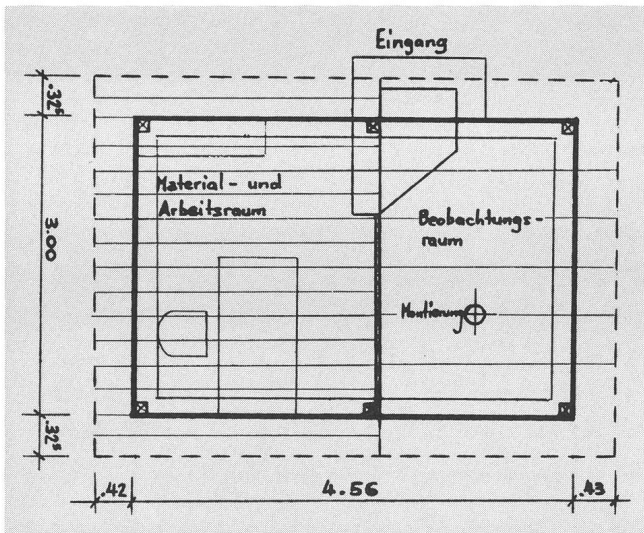 Eingang
.32⁵
Material- und
Arbeitsraum
Beobachtungs-
raum
3.00
Montierung
.32⁵
.42
4.56
.43